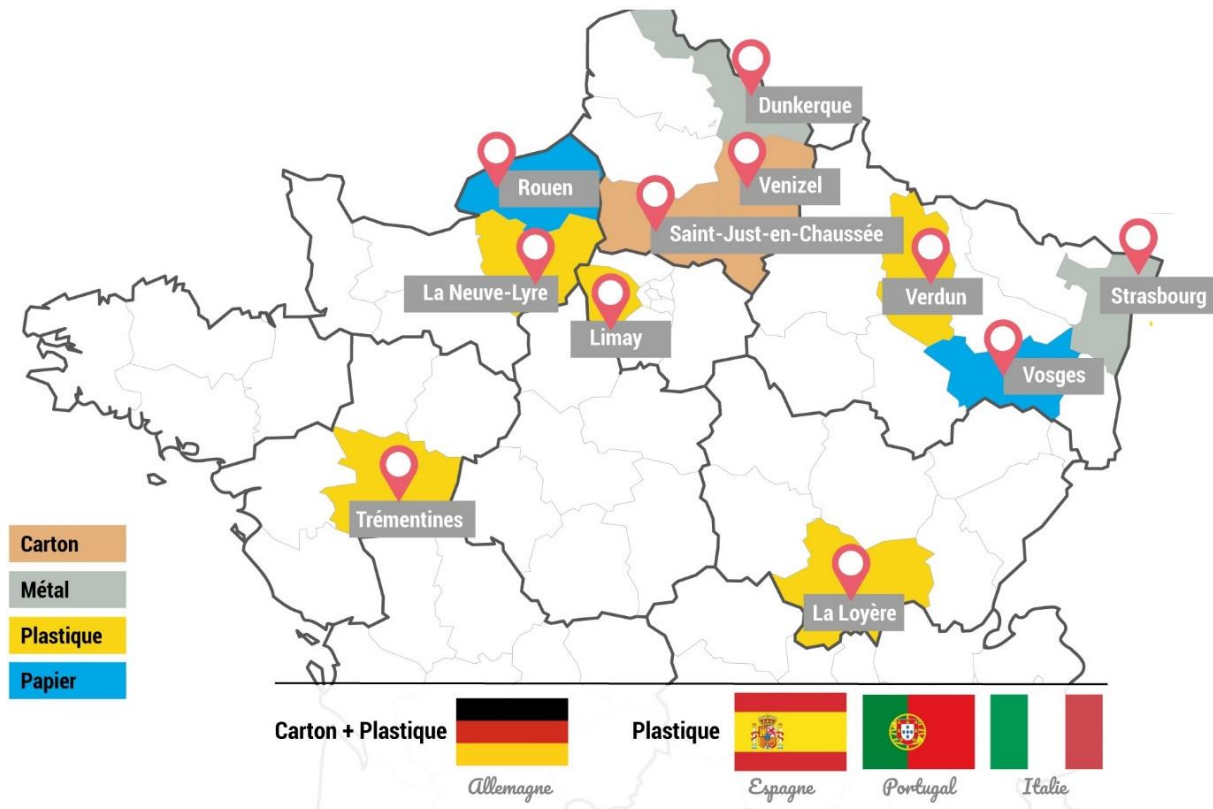 Dunkerque
Rouen
Venizel
Saint-Just-en-Chaussée
La Neuve-Lyre
Verdun
Strasbourg
Limay
Vosges
Trémentines
La Loyère
Carton
Métal
Plastique
Papier
Carton + Plastique
Plastique
Allemagne
Espagne
Portugal
Italie